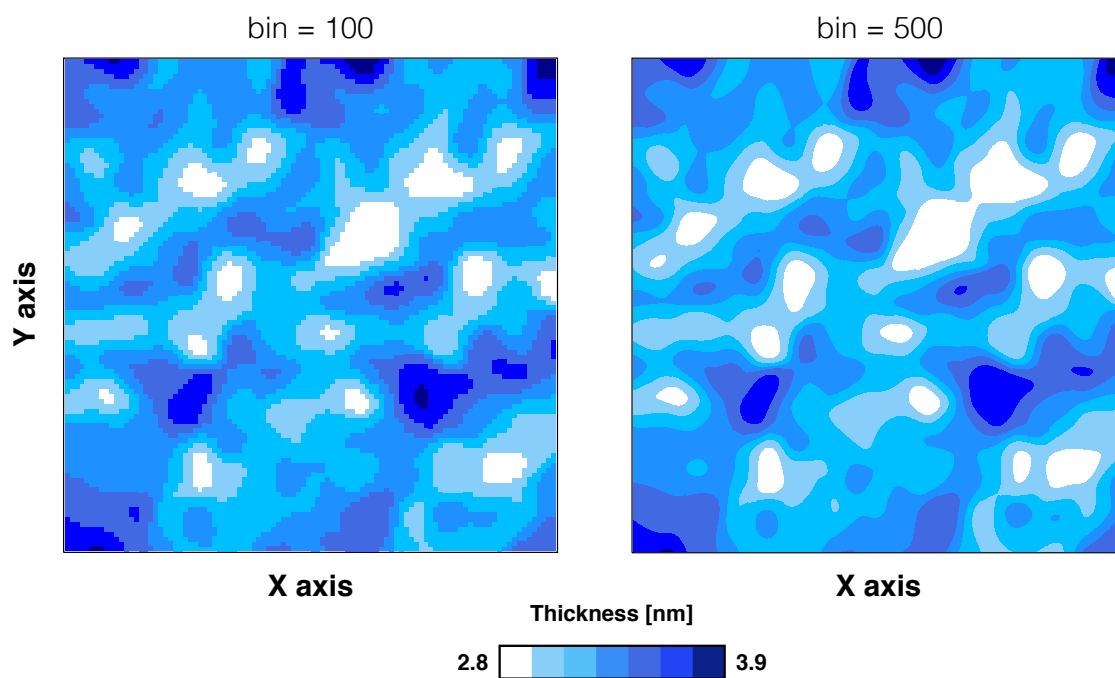 bin = 100
bin = 500
Y axis
X axis
X axis
Thickness [nm]
2.8
3.9